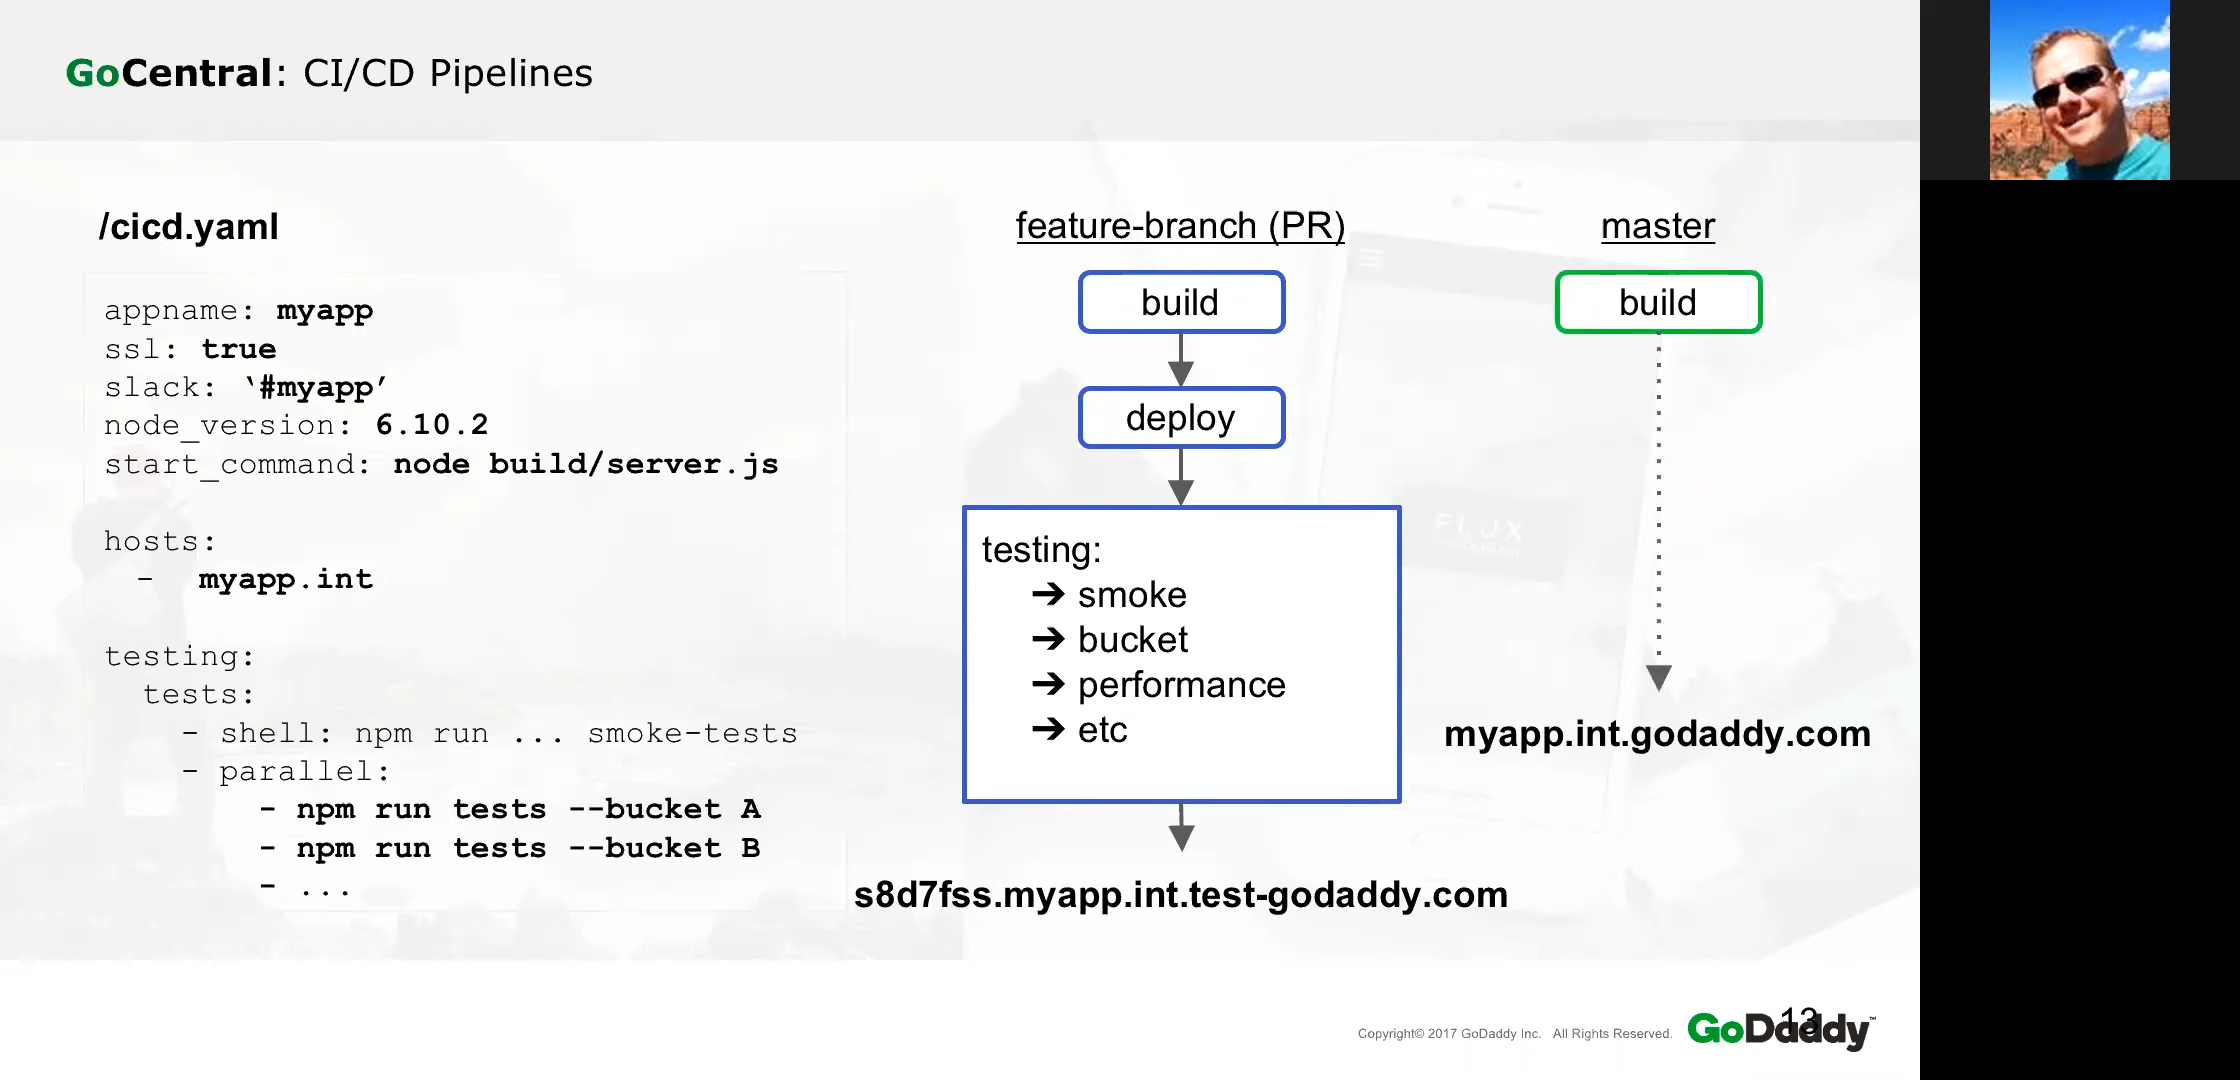 GoCentral: CI/CD Pipelines
/cicd.yaml
appname: myapp
ssl: true
slack: ‘#myapp’
node_version: 6.10.2
start_command: node build/server.js
hosts:
- myapp.int
testing:
tests:
- shell: npm run ... smoke-tests
- parallel:
- npm run tests --bucket A
- npm run tests --bucket B
- ...
feature-branch (PR)
build
deploy
testing:
➔ smoke
➔ bucket
➔ performance
➔ etc
s8d7fss.myapp.int.test-godaddy.com
master
build
myapp.int.godaddy.com
FLUX
Copyright© 2017 GoDaddy Inc. All Rights Reserved.
GoDaddy™
13